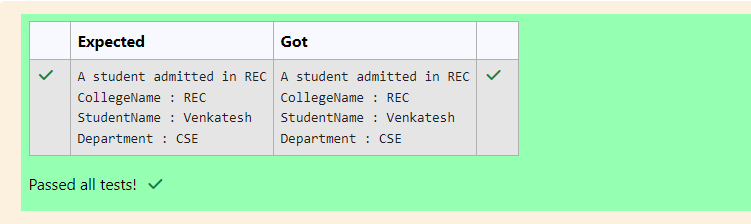 Expected Got
A student admitted in REC A student admitted in REC
CollegeName : REC CollegeName : REC
StudentName : Venkatesh StudentName : Venkatesh
Department : CSE Department : CSE
Passed all tests!